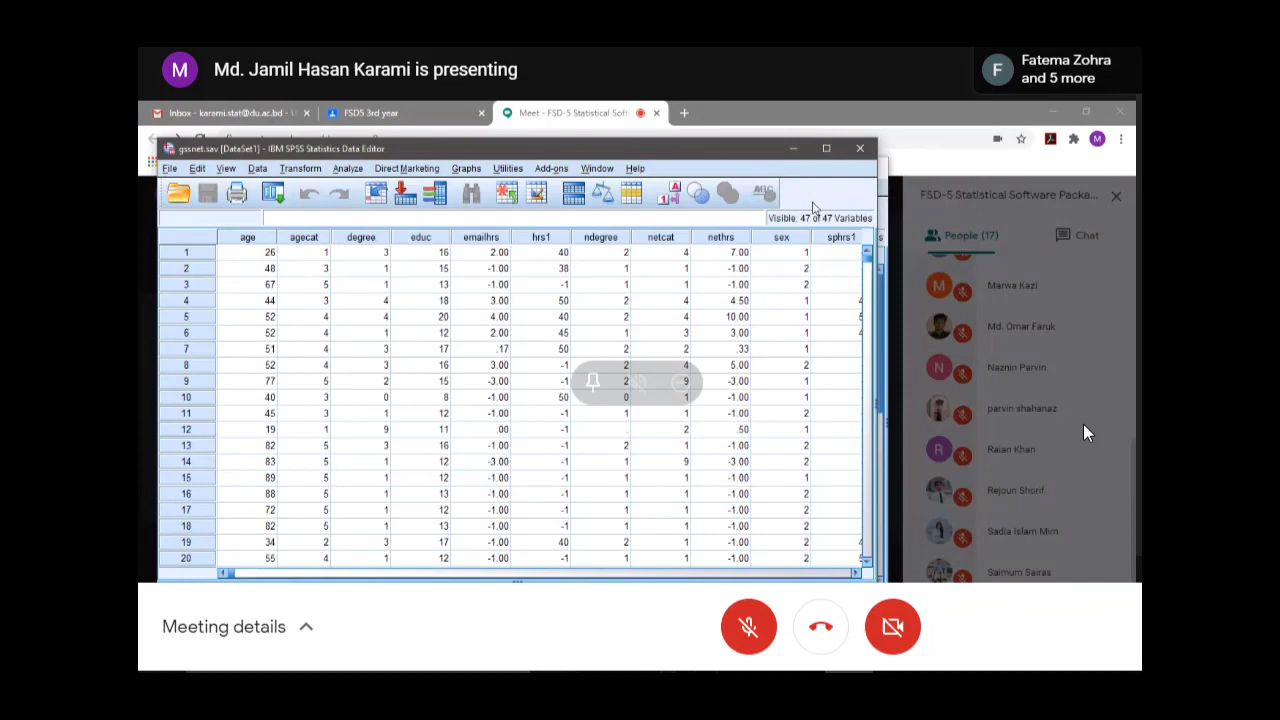 M Md. Jamil Hasan Karami is presenting
F Fatema Zohra
and 5 more
Inbox - karami.stat@du.ac.bd - U
FSD5 3rd year
Meet - FSD-5 Statistical Soft
M
gssnet.sav [DataSet1] - IBM SPSS Statistics Data Editor
File Edit View Data Transform Analyze Direct Marketing Graphs Utilities Add-ons Window Help
Visible: 47 of 47 Variables
age agecat degree educ emailhrs hrs1 ndegree netcat nethrs sex sphrs1
1 26 1 3 16 2.00 40 2 4 7.00 1
2 48 3 1 15 -1.00 38 1 1 -1.00 2
3 67 5 1 13 -1.00 -1 1 1 -1.00 2
4 44 3 4 18 3.00 50 2 4 4.50 1 4
5 52 4 4 20 4.00 40 2 4 10.00 1 5
6 52 4 1 12 2.00 45 1 3 3.00 1 4
7 51 4 3 17 .17 50 2 2 .33 1
8 52 4 3 16 3.00 -1 2 4 5.00 2
9 77 5 2 15 -3.00 -1 2 9 -3.00 1
10 40 3 0 8 -1.00 50 0 1 -1.00 1
11 45 3 1 12 -1.00 -1 1 1 -1.00 2
12 19 1 9 11 .00 -1 . 2 .50 1
13 82 5 3 16 -1.00 -1 2 1 -1.00 2
14 83 5 1 12 -3.00 -1 1 9 -3.00 2
15 89 5 1 12 -1.00 -1 1 1 -1.00 1
16 88 5 1 12 -1.00 -1 1 1 -1.00 2
17 72 5 1 12 -1.00 -1 1 1 -1.00 2
18 82 5 1 13 -1.00 -1 1 1 -1.00 2
19 34 2 3 17 -1.00 40 2 1 -1.00 2 4
20 55 4 1 12 -1.00 -1 1 1 -1.00 2 5
FSD-5 Statistical Software Packa...
People (17) Chat
M Marwa Kazi
Md. Omar Faruk
N Naznin Parvin
parvin shahanaz
R Raian Khan
Rejoun Shorif
Sadia Islam Mim
Saimum Sairas
Meeting details